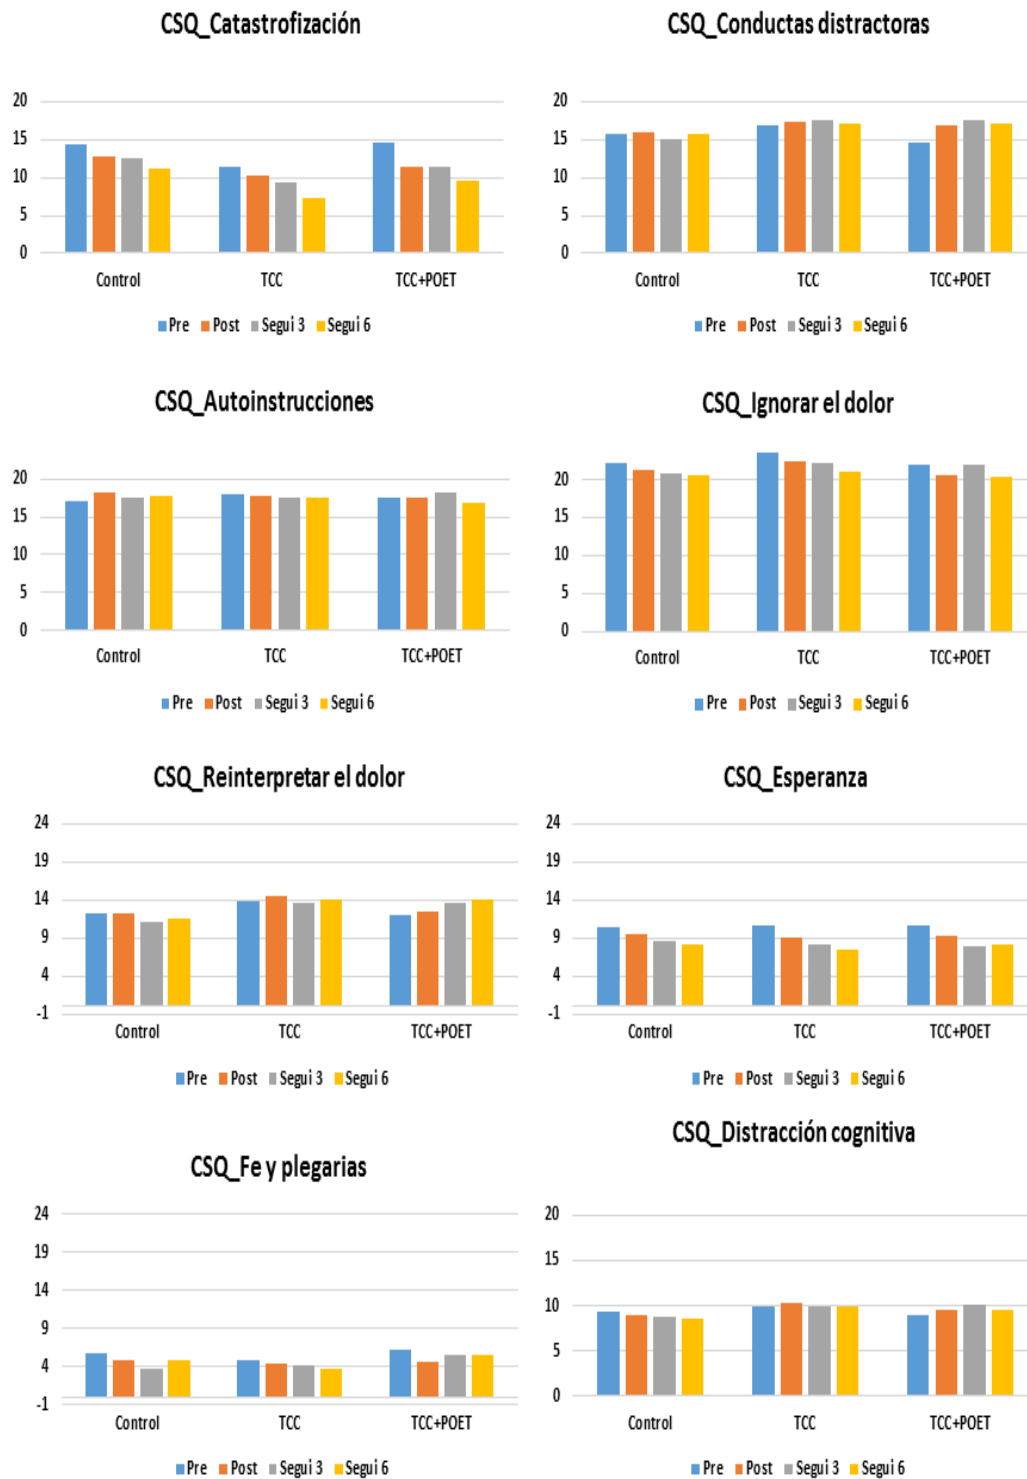 CSQ_Catastrofización
20
15
10
5
0
Control TCC TCC+POET
Pre Post Segui 3 Segui 6
CSQ_Conductas distractoras
20
15
10
5
0
Control TCC TCC+POET
Pre Post Segui 3 Segui 6
CSQ_Autoinstrucciones
20
15
10
5
0
Control TCC TCC+POET
Pre Post Segui 3 Segui 6
CSQ_Ignorar el dolor
20
15
10
5
0
Control TCC TCC+POET
Pre Post Segui 3 Segui 6
CSQ_Reinterpretar el dolor
24
19
14
9
4
-1
Control TCC TCC+POET
Pre Post Segui 3 Segui 6
CSQ_Esperanza
24
19
14
9
4
-1
Control TCC TCC+POET
Pre Post Segui 3 Segui 6
CSQ_Fe y plegarias
24
19
14
9
4
-1
Control TCC TCC+POET
Pre Post Segui 3 Segui 6
CSQ_Distracción cognitiva
20
15
10
5
0
Control TCC TCC+POET
Pre Post Segui 3 Segui 6